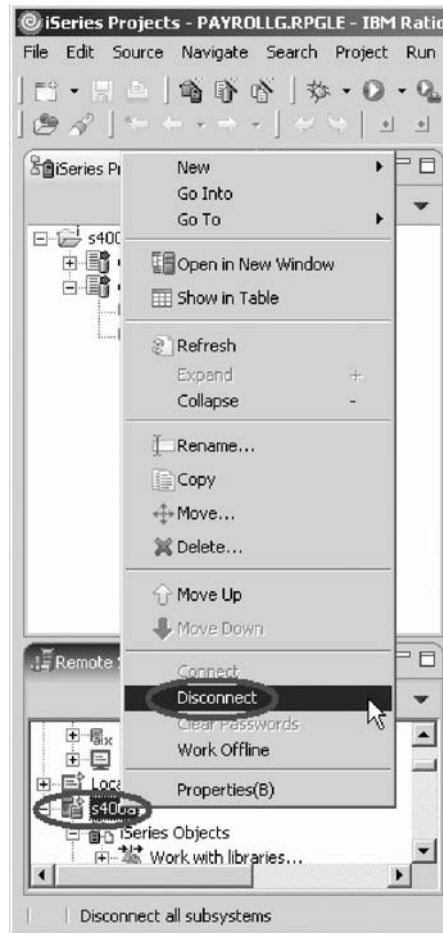 iSeries Projects - PAYROLLG.RPGLE - IBM Ratio
File Edit Source Navigate Search Project Run
iSeries Pr
New
Go Into
Go To
s400
Open in New Window
Show in Table
Refresh
Expand +
Collapse -
Rename...
Copy
Move...
Delete...
Move Up
Move Down
Remote
Connect
Disconnect
Clear Passwords
Work Offline
aix
Loca
Properties(B)
iSeries Objects
Work with libraries...
Disconnect all subsystems